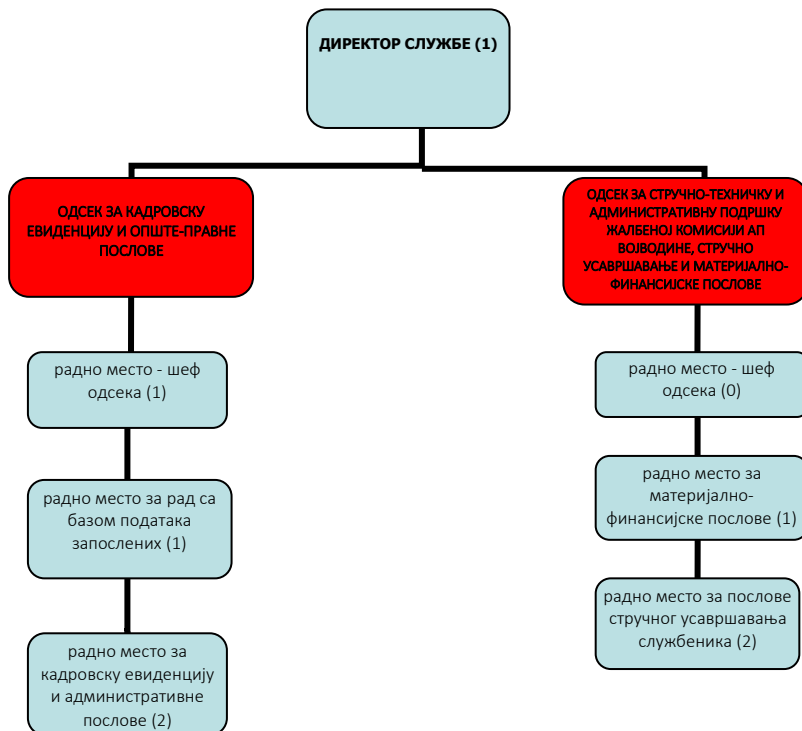 ДИРЕКТОР СЛУЖБЕ (1)
ОДСЕК ЗА КАДРОВСКУ
ЕВИДЕНЦИЈУ И ОПШТЕ-ПРАВНЕ
ПОСЛОВЕ
радно место - шеф
одсека (1)
радно место за рад са
базом података
запослених (1)
радно место за
кадровску евиденцију
и административне
послове (2)
ОДСЕК ЗА СТРУЧНО-ТЕХНИЧКУ И
АДМИНИСТРАТИВНУ ПОДРШКУ
ЖАЛБЕНОЈ КОМИСИЈИ АП
ВОЈВОДИНЕ, СТРУЧНО
УСАВРШАВАЊЕ И МАТЕРИЈАЛНО-
ФИНАНСИЈСКЕ ПОСЛОВЕ
радно место - шеф
одсека (0)
радно место за
материјално-
финансијске послове (1)
радно место за послове
стручног усавршавања
службеника (2)